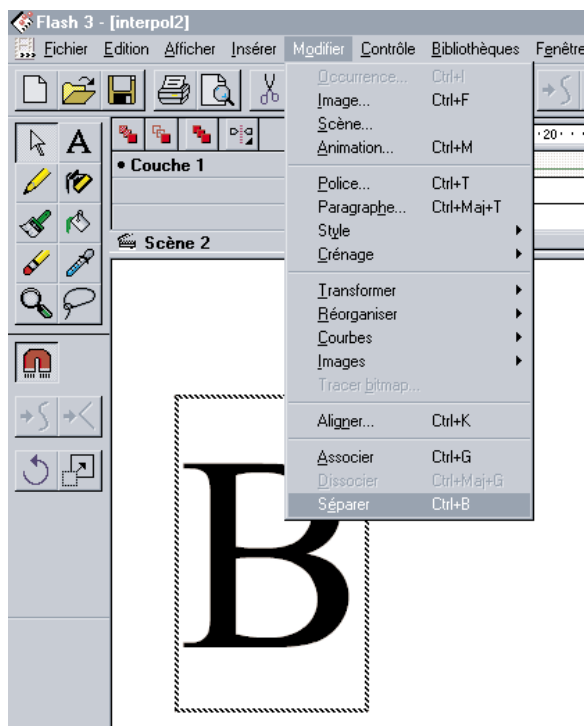 Flash 3 - [interpol2]
Fichier Edition Afficher Insérer Modifier Contrôle Bibliothèques Fenêtre
Occurrence... Ctrl+I
Image... Ctrl+F
Scène...
Animation... Ctrl+M
Police... Ctrl+T
Paragraphe... Ctrl+Maj+T
Style
Crénage
Transformer
Réorganiser
Courbes
Images
Tracer bitmap...
Aligner... Ctrl+K
Associer Ctrl+G
Dissocier Ctrl+Maj+G
Séparer Ctrl+B
A
20
Couche 1
Scène 2
B